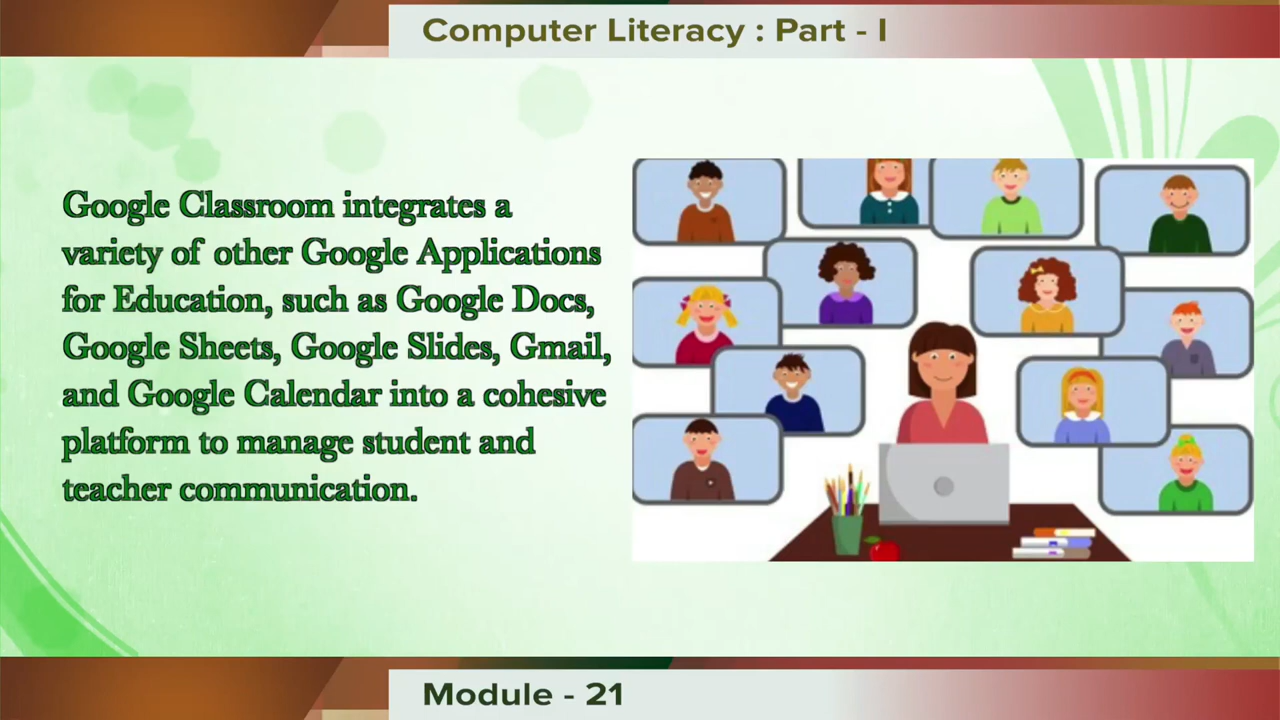 Computer Literacy : Part - I
Google Classroom integrates a
variety of other Google Applications
for Education, such as Google Docs,
Google Sheets, Google Slides, Gmail,
and Google Calendar into a cohesive
platform to manage student and
teacher communication.
Module - 21